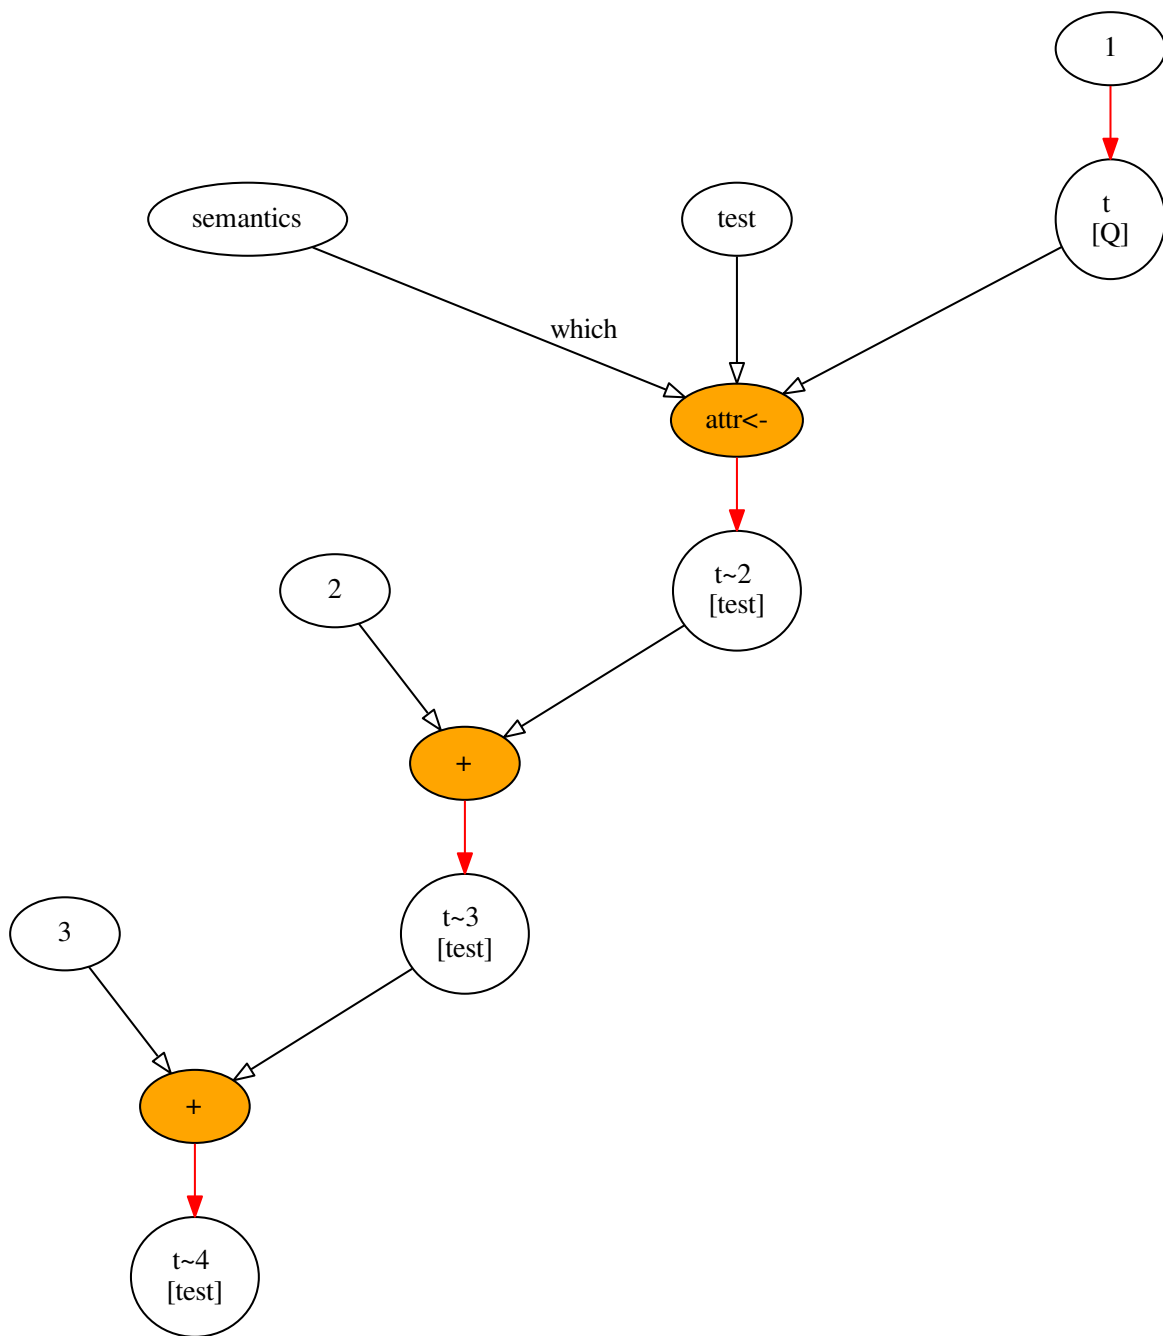 1
semantics
test
t
[Q]
which
attr<-
2
t~2
[test]
+
3
t~3
[test]
+
t~4
[test]